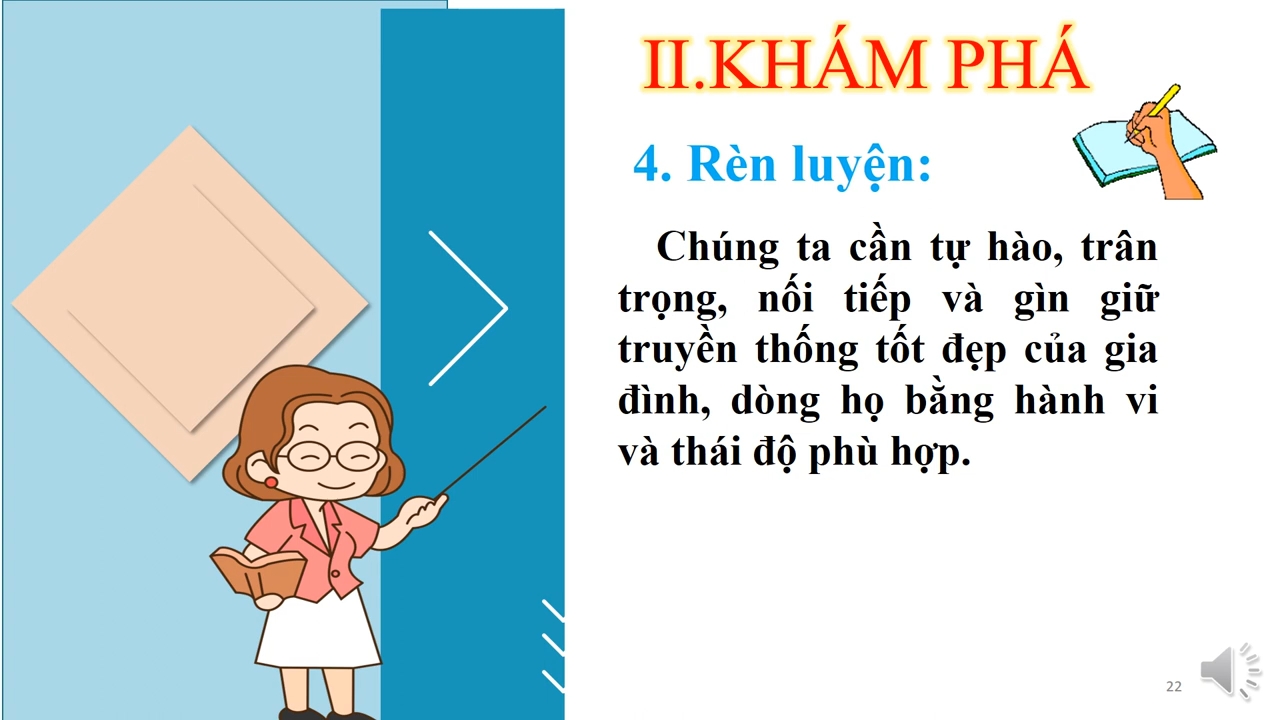 II.KHÁM PHÁ
4. Rèn luyện:
Chúng ta cần tự hào, trân
trọng, nối tiếp và gìn giữ
truyền thống tốt đẹp của gia
đình, dòng họ bằng hành vi
và thái độ phù hợp.
22